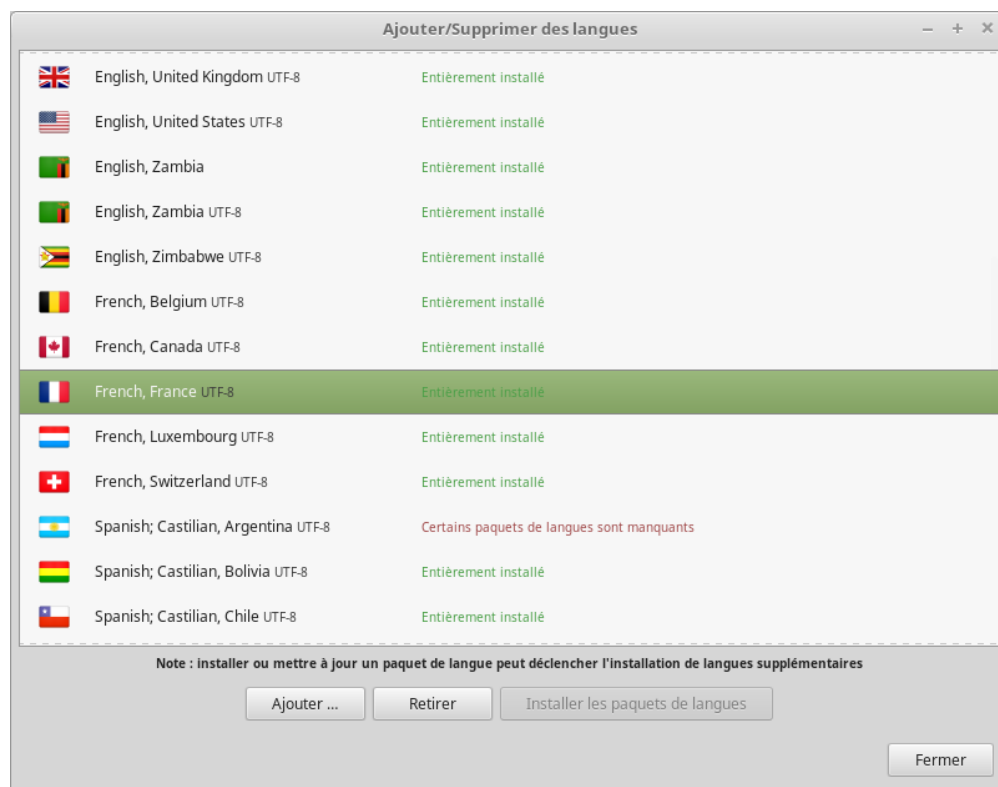 Ajouter/Supprimer des langues
English, United Kingdom UTF-8 Entièrement installé
English, United States UTF-8 Entièrement installé
English, Zambia Entièrement installé
English, Zambia UTF-8 Entièrement installé
English, Zimbabwe UTF-8 Entièrement installé
French, Belgium UTF-8 Entièrement installé
French, Canada UTF-8 Entièrement installé
French, France UTF-8 Entièrement installé
French, Luxembourg UTF-8 Entièrement installé
French, Switzerland UTF-8 Entièrement installé
Spanish; Castilian, Argentina UTF-8 Certains paquets de langues sont manquants
Spanish; Castilian, Bolivia UTF-8 Entièrement installé
Spanish; Castilian, Chile UTF-8 Entièrement installé
Note : installer ou mettre à jour un paquet de langue peut déclencher l'installation de langues supplémentaires
Ajouter ... Retirer Installer les paquets de langues
Fermer